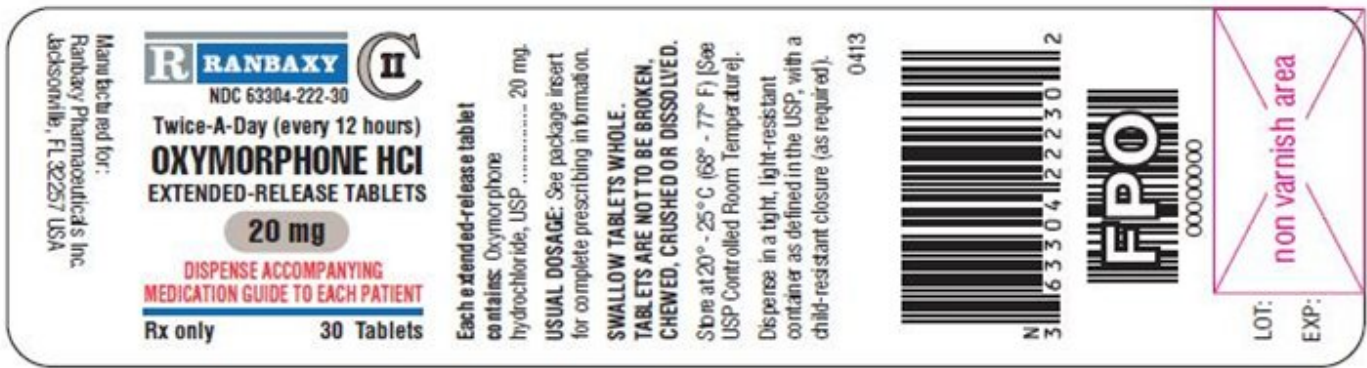 Manufactured for:
Ranbaxy Pharmaceuticals Inc.
Jacksonville, FL 32257 USA
R RANBAXY
CII
NDC 63304-222-30
Twice-A-Day (every 12 hours)
OXYMORPHONE HCl
EXTENDED-RELEASE TABLETS
20 mg
DISPENSE ACCOMPANYING
MEDICATION GUIDE TO EACH PATIENT
Rx only 30 Tablets
Each extended-release tablet
contains: Oxymorphone
hydrochloride, USP ................ 20 mg.
USUAL DOSAGE: See package insert
for complete prescribing information.
SWALLOW TABLETS WHOLE.
TABLETS ARE NOT TO BE BROKEN,
CHEWED, CRUSHED OR DISSOLVED.
Store at 20° - 25°C (68° - 77° F) [See
USP Controlled Room Temperature].
Dispense in a tight, light-resistant
container as defined in the USP, with a
child-resistant closure (as required).
0413
N
3 63304 22230 2
FPO
00000000
non varnish area
LOT:
EXP: